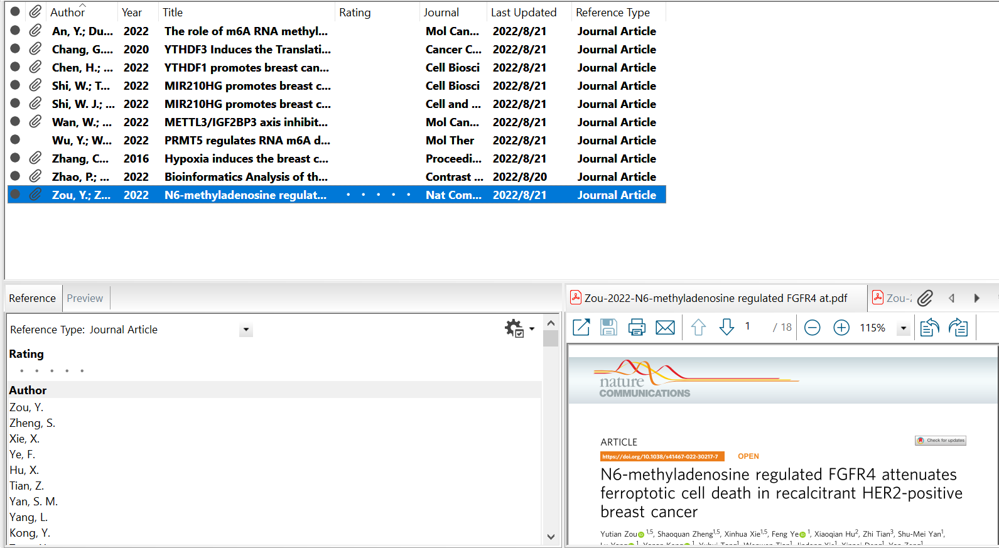 Author Year Title Rating Journal Last Updated Reference Type
An, Y.; Du... 2022 The role of m6A RNA methyl... Mol Can... 2022/8/21 Journal Article
Chang, G.... 2020 YTHDF3 Induces the Translati... Cancer C... 2022/8/21 Journal Article
Chen, H.; ... 2022 YTHDF1 promotes breast can... Cell Biosci 2022/8/21 Journal Article
Shi, W.; T... 2022 MIR210HG promotes breast c... Cell Biosci 2022/8/21 Journal Article
Shi, W. J.; ... 2022 MIR210HG promotes breast c... Cell and ... 2022/8/21 Journal Article
Wan, W.; ... 2022 METTL3/IGF2BP3 axis inhibit... Mol Can... 2022/8/21 Journal Article
Wu, Y.; W... 2022 PRMT5 regulates RNA m6A d... Mol Ther 2022/8/21 Journal Article
Zhang, C... 2016 Hypoxia induces the breast c... Proceedi... 2022/8/21 Journal Article
Zhao, P.; ... 2022 Bioinformatics Analysis of th... Contrast ... 2022/8/20 Journal Article
Zou, Y.; Z... 2022 N6-methyladenosine regulat... Nat Com... 2022/8/21 Journal Article
Reference Preview
Reference Type: Journal Article
Rating
Author
Zou, Y.
Zheng, S.
Xie, X.
Ye, F.
Hu, X.
Tian, Z.
Yan, S. M.
Yang, L.
Kong, Y.
Zou-2022-N6-methyladenosine regulated FGFR4 at.pdf Zou-
1 / 18 115%
nature
COMMUNICATIONS
ARTICLE
Check for updates
https://doi.org/10.1038/s41467-022-30217-7 OPEN
N6-methyladenosine regulated FGFR4 attenuates
ferroptotic cell death in recalcitrant HER2-positive
breast cancer
Yutian Zou 1,5, Shaoquan Zheng1,5, Xinhua Xie1,5, Feng Ye 1, Xiaoqian Hu2, Zhi Tian3, Shu-Mei Yan1,